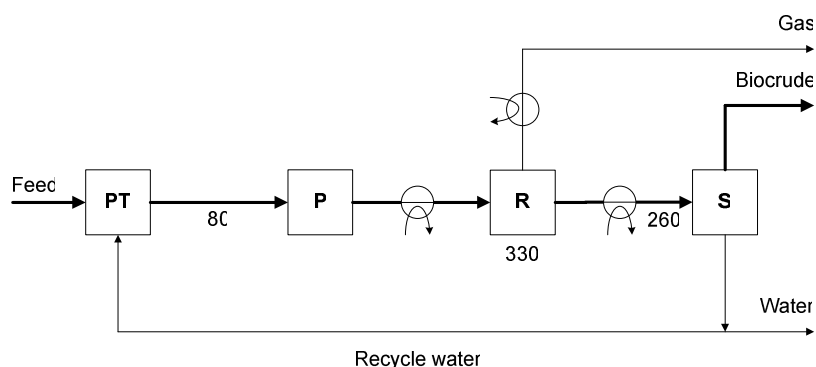 Gas
Biocrude
Feed
PT
P
R
S
80
260
330
Water
Recycle water